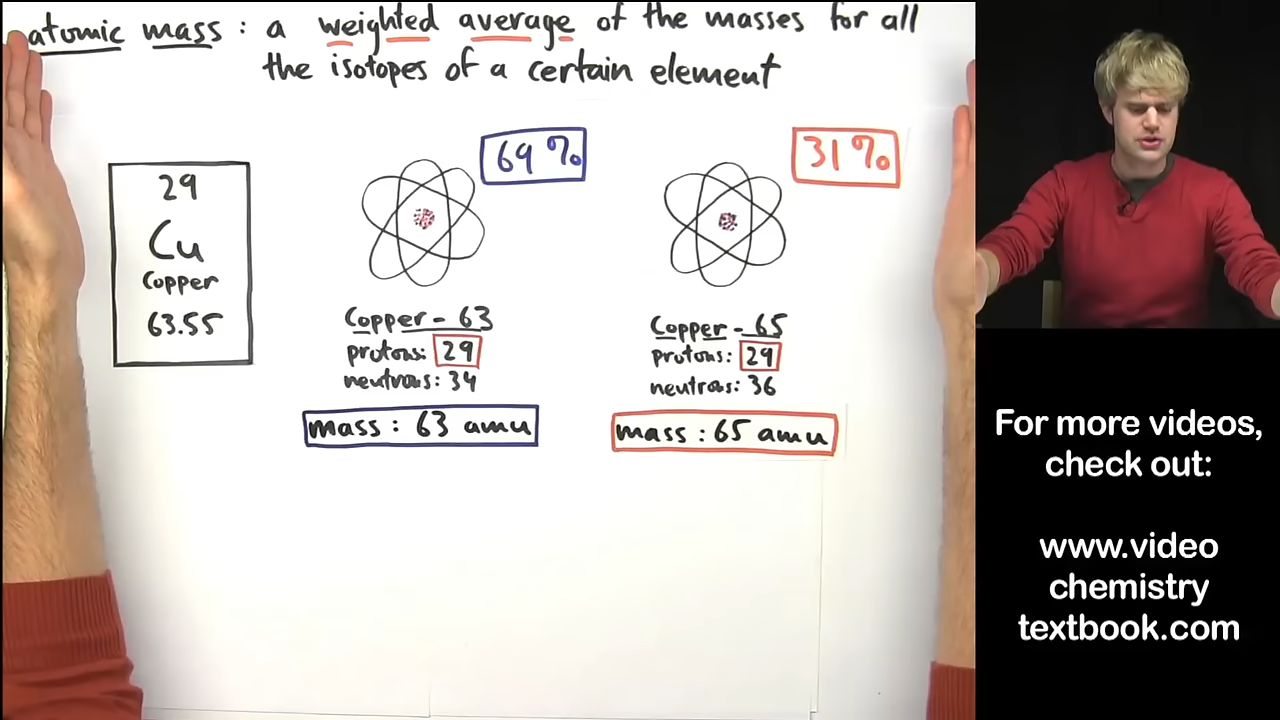 atomic mass : a weighted average of the masses for all
the isotopes of a certain element
69 %
31 %
29
Cu
Copper
63.55
Copper - 63
protons: 29
neutrons: 34
mass : 63 amu
Copper - 65
protons: 29
neutrons: 36
mass : 65 amu
For more videos,
check out:
www.video
chemistry
textbook.com